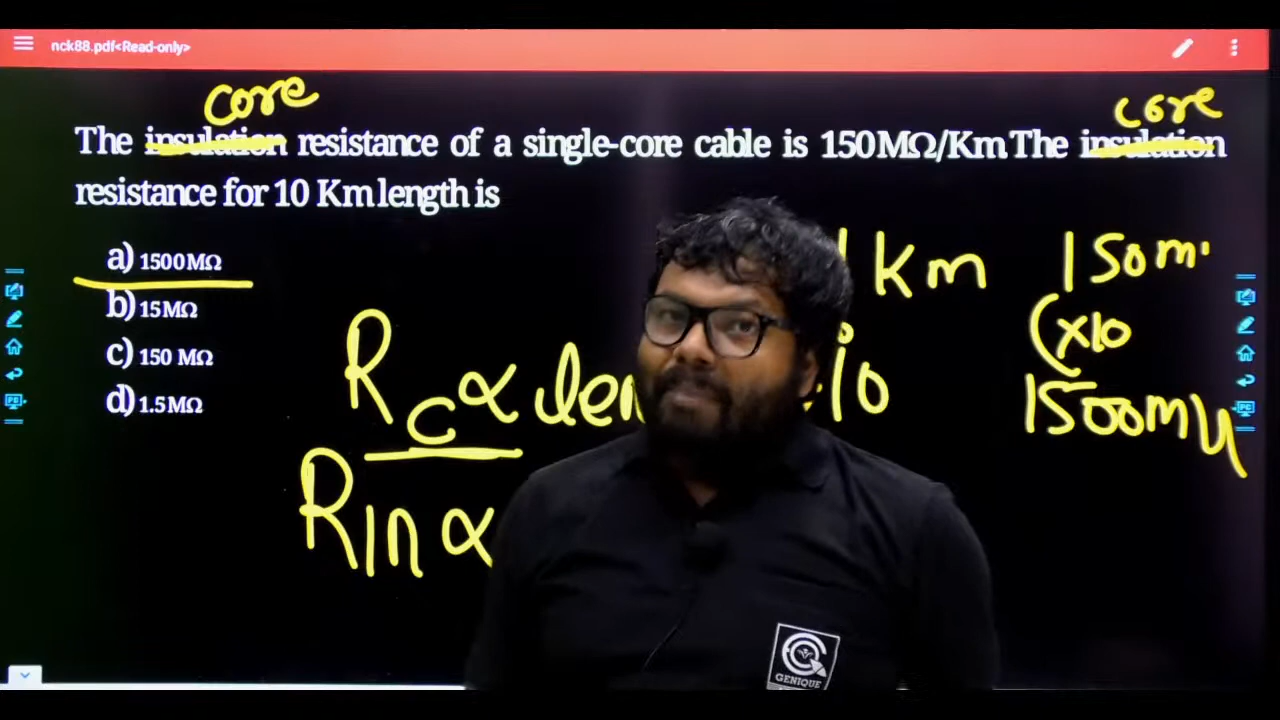 nck88.pdf<Read-only>
core core
The insulation resistance of a single-core cable is 150MΩ/Km.The insulation
resistance for 10 Km length is
a) 1500MΩ
b) 15MΩ
c) 150 MΩ
d) 1.5MΩ
km 150m
(x10
Rc ∝ len 10
1500m
Rin ∝
GENIQUE